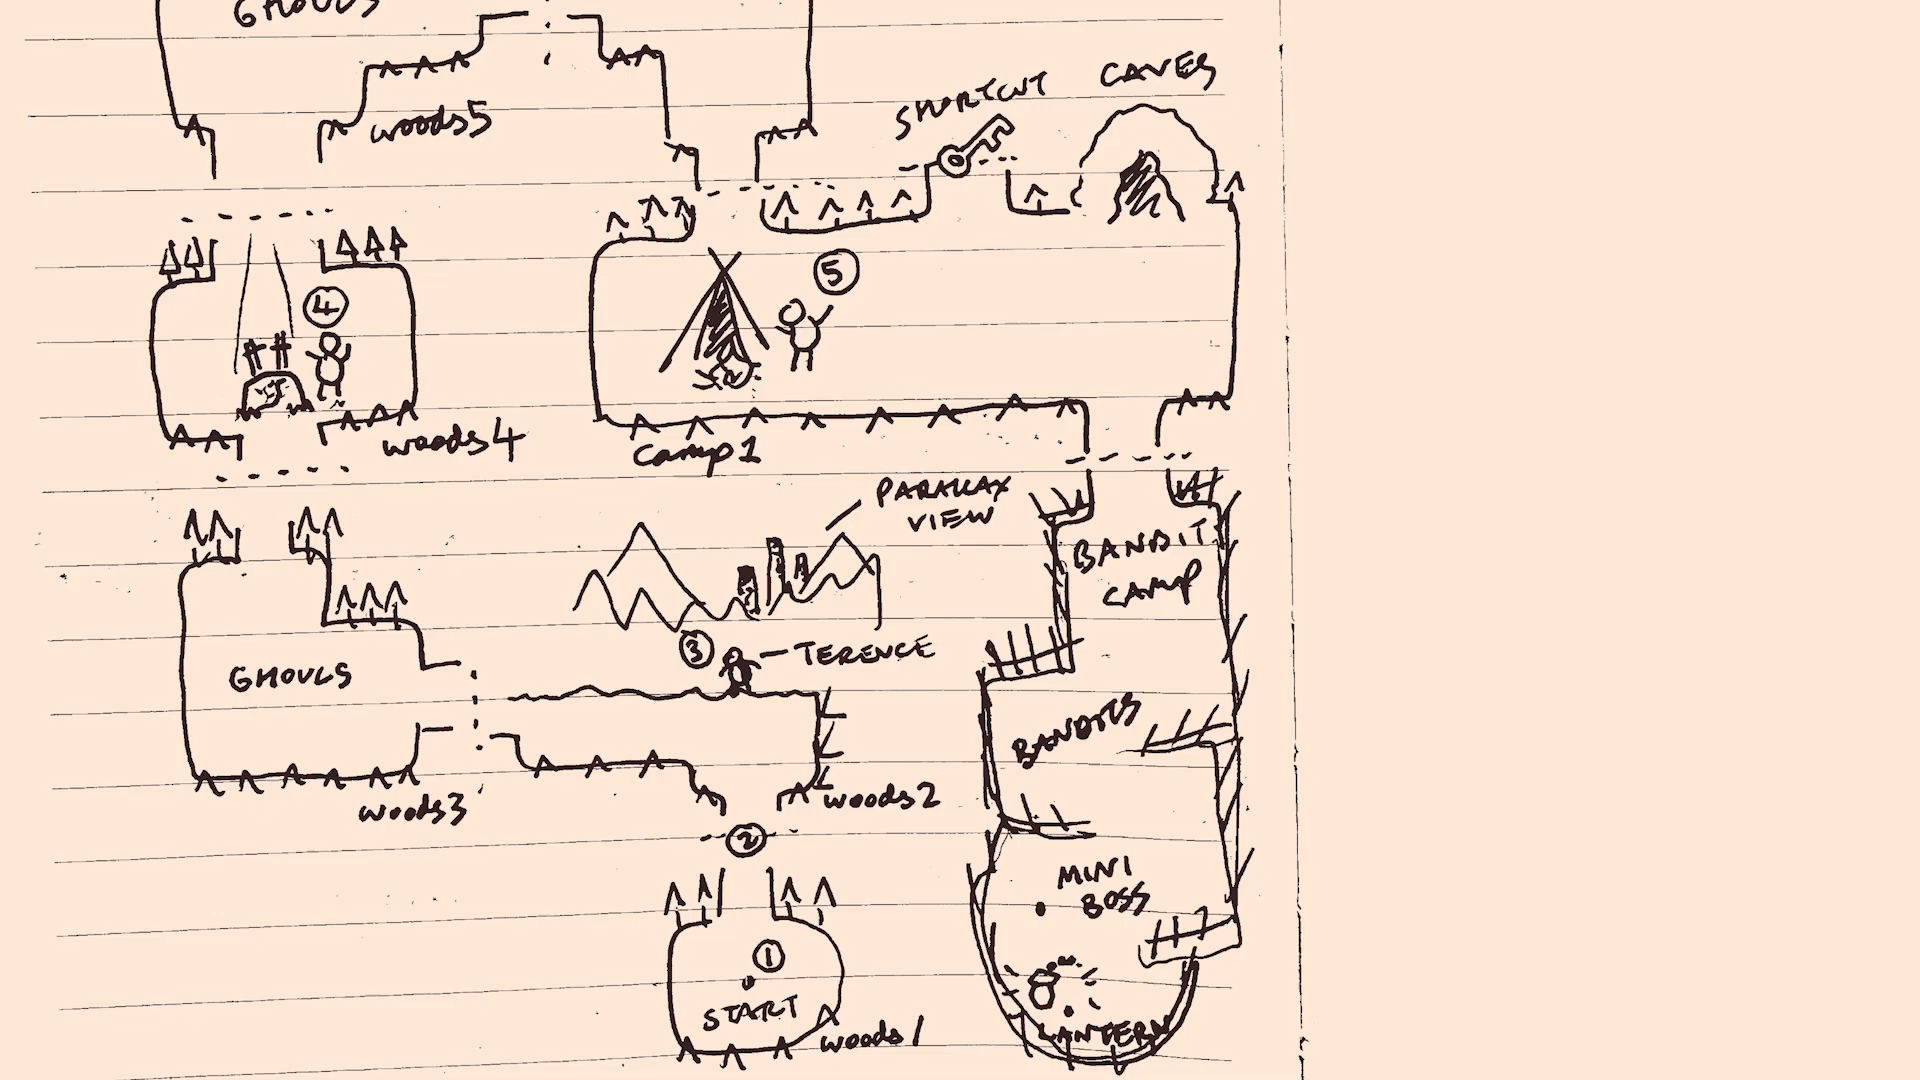 GHOULS
woods5
SHORTCUT
CAVES
4
woods4
5
Camp1
PARALLAX
VIEW
BANDIT
CAMP
GHOULS
3
TERENCE
BANDITS
woods3
woods2
2
MINI
BOSS
1
START
woods1
LANTERN